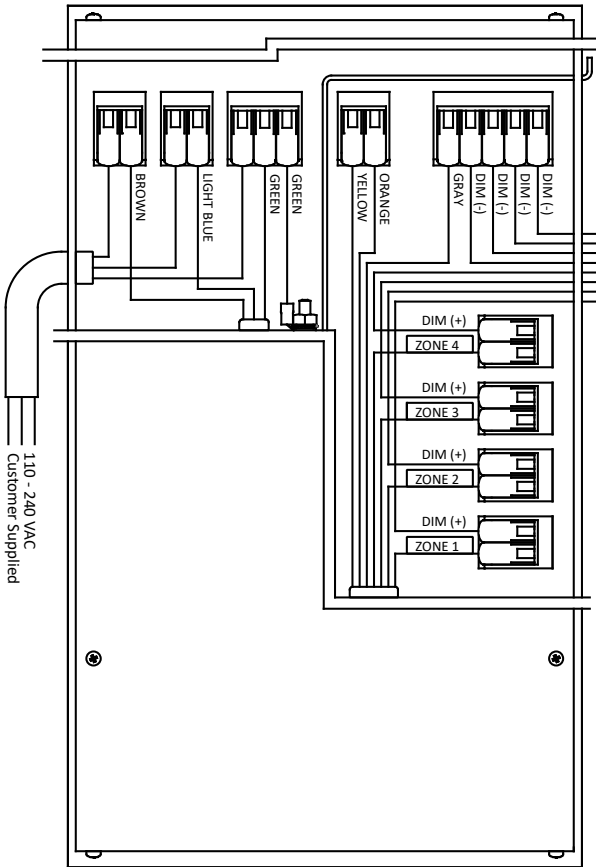 BROWN
LIGHT BLUE
GREEN
GREEN
YELLOW
ORANGE
GRAY
DIM (-)
DIM (-)
DIM (-)
DIM (-)
DIM (+)
ZONE 4
DIM (+)
ZONE 3
DIM (+)
ZONE 2
DIM (+)
ZONE 1
110 - 240 VAC
Customer Supplied